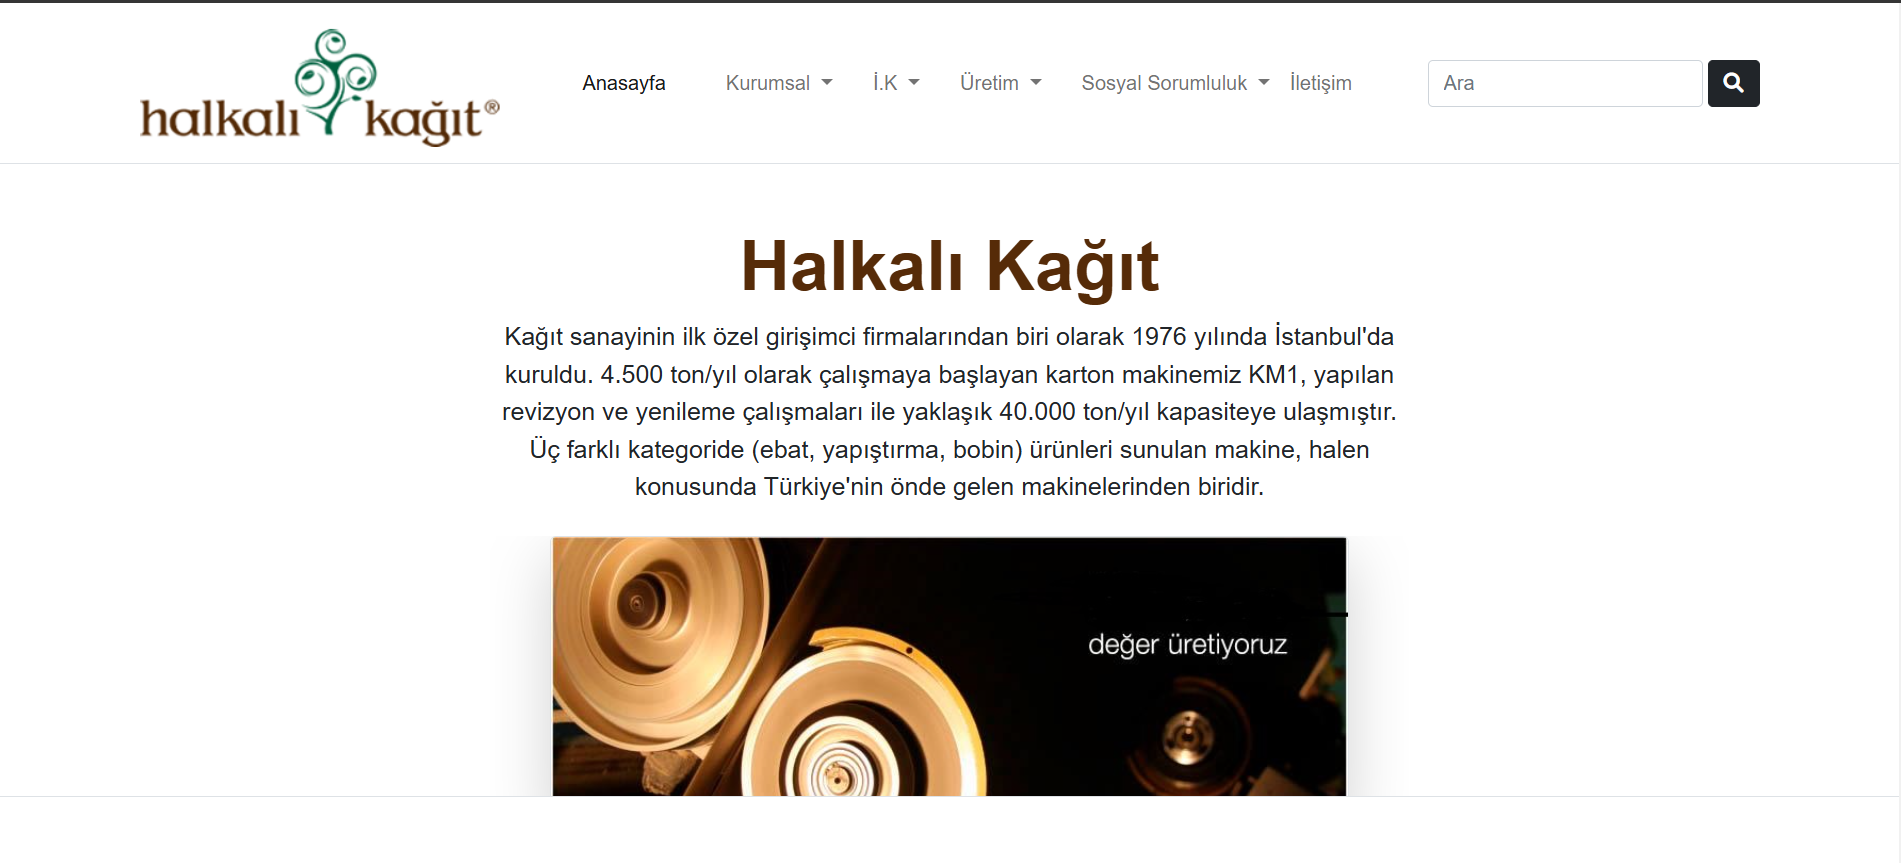 halkalı kağıt®
Anasayfa
Kurumsal
İ.K
Üretim
Sosyal Sorumluluk
İletişim
Ara
Halkalı Kağıt
Kağıt sanayinin ilk özel girişimci firmalarından biri olarak 1976 yılında İstanbul'da
kuruldu. 4.500 ton/yıl olarak çalışmaya başlayan karton makinemiz KM1, yapılan
revizyon ve yenileme çalışmaları ile yaklaşık 40.000 ton/yıl kapasiteye ulaşmıştır.
Üç farklı kategoride (ebat, yapıştırma, bobin) ürünleri sunulan makine, halen
konusunda Türkiye'nin önde gelen makinelerinden biridir.
değer üretiyoruz